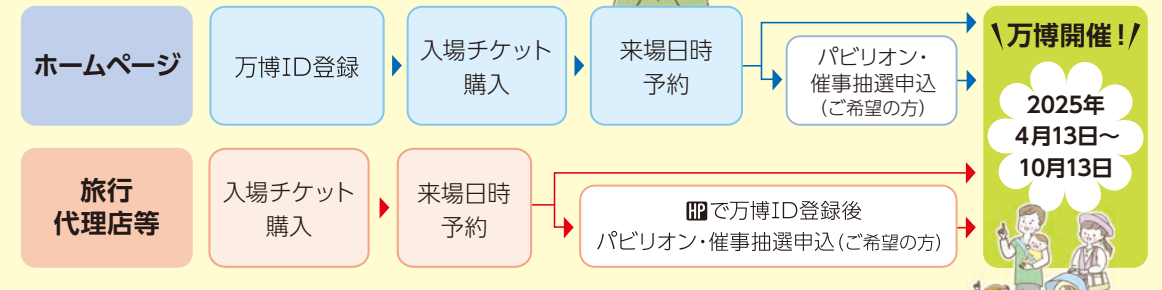 ホームページ
万博ID登録
入場チケット
購入
来場日時
予約
パビリオン・
催事抽選申込
（ご希望の方）
万博開催！
2025年
4月13日～
10月13日
旅行
代理店等
入場チケット
購入
来場日時
予約
HPで万博ID登録後
パビリオン・催事抽選申込（ご希望の方）